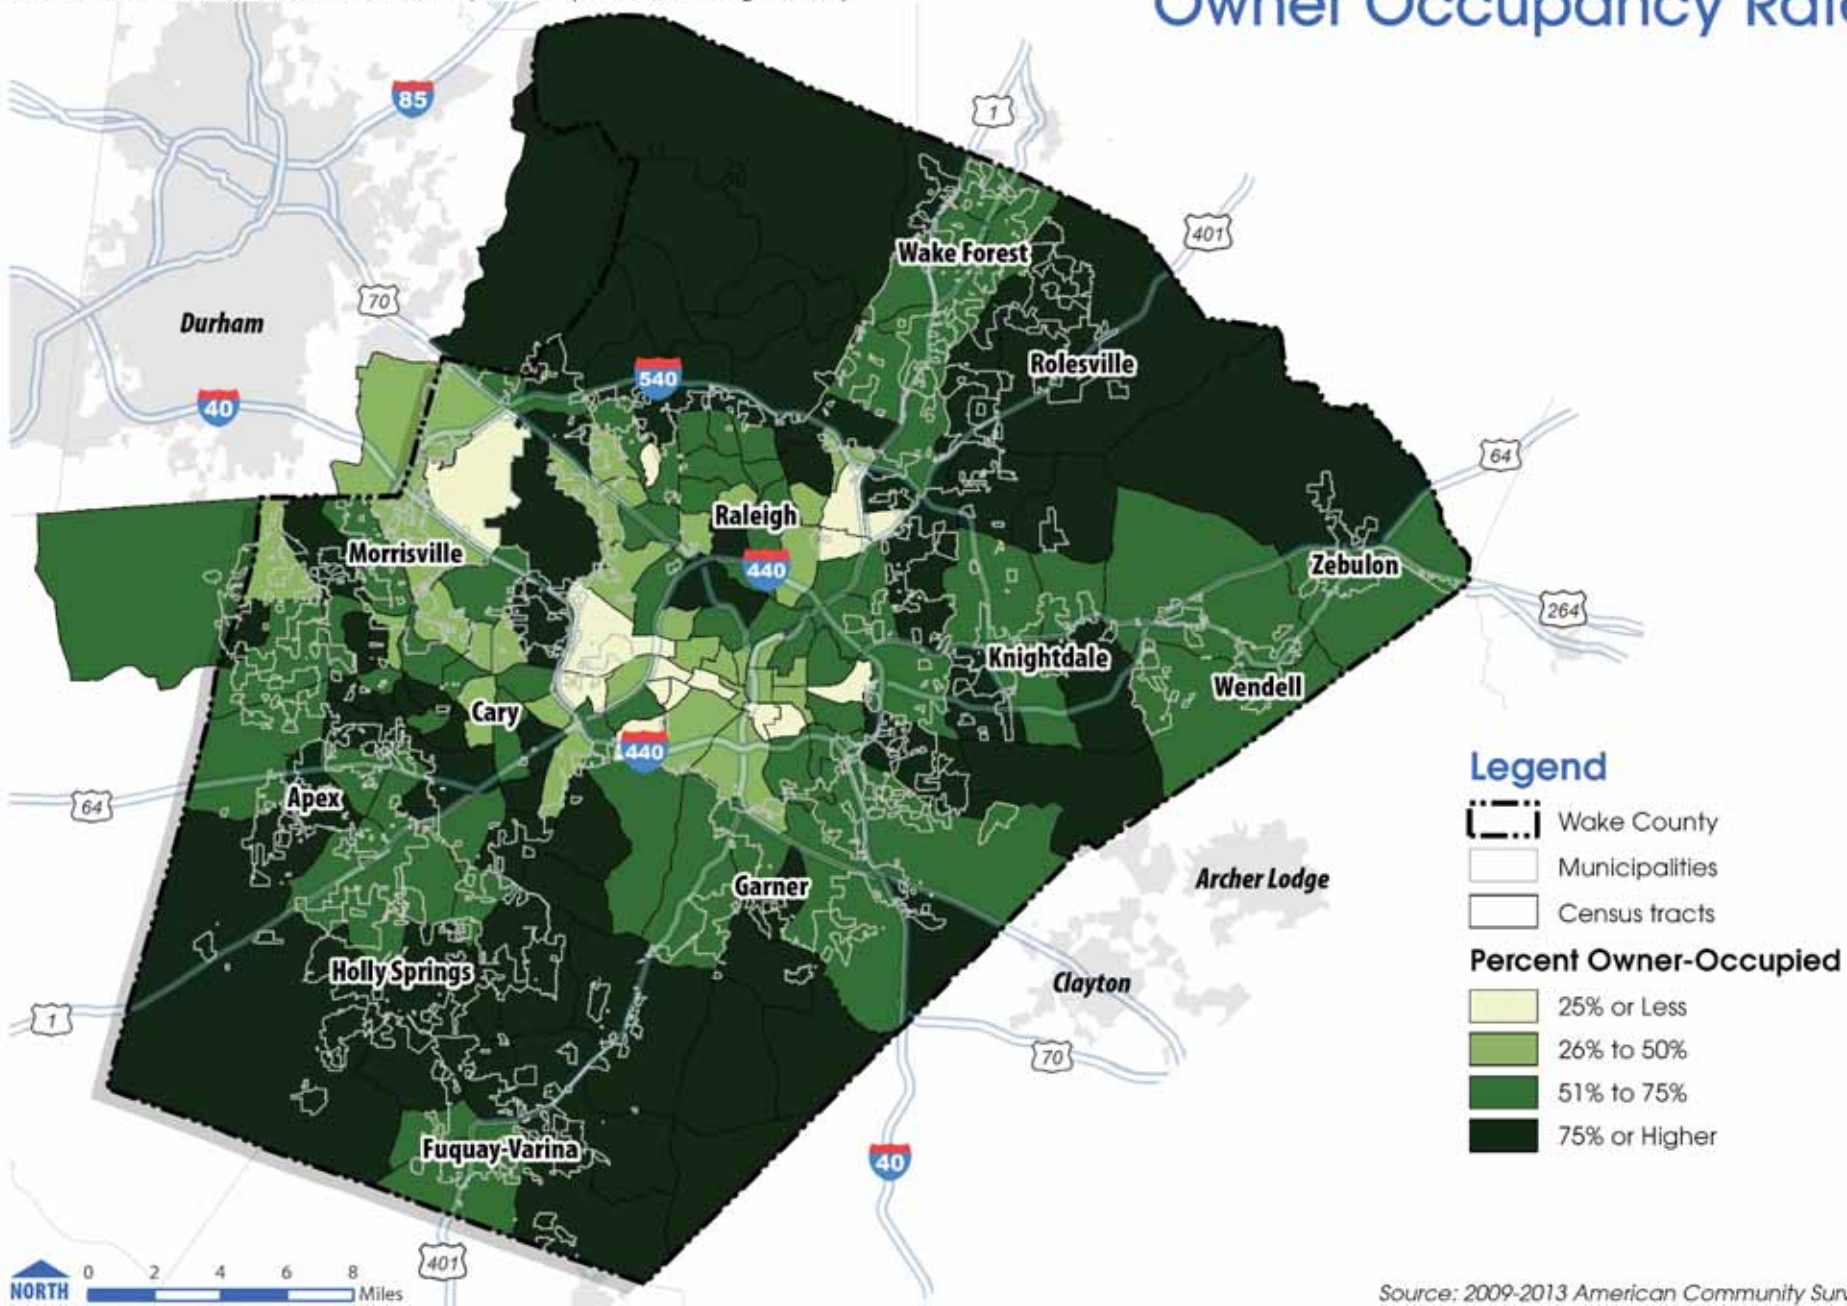 Owner Occupancy Rate
85
1
401
Wake Forest
70
Durham
Rolesville
540
40
64
Raleigh
Morrisville
440
Zebulon
264
Knightdale
Wendell
Cary
440
Apex
64
Garner
Archer Lodge
Holly Springs
Clayton
1
70
Fuquay-Varina
40
401
Legend
Wake County
Municipalities
Census tracts
Percent Owner-Occupied
25% or Less
26% to 50%
51% to 75%
75% or Higher
NORTH
0 2 4 6 8 Miles
Source: 2009-2013 American Community Sur